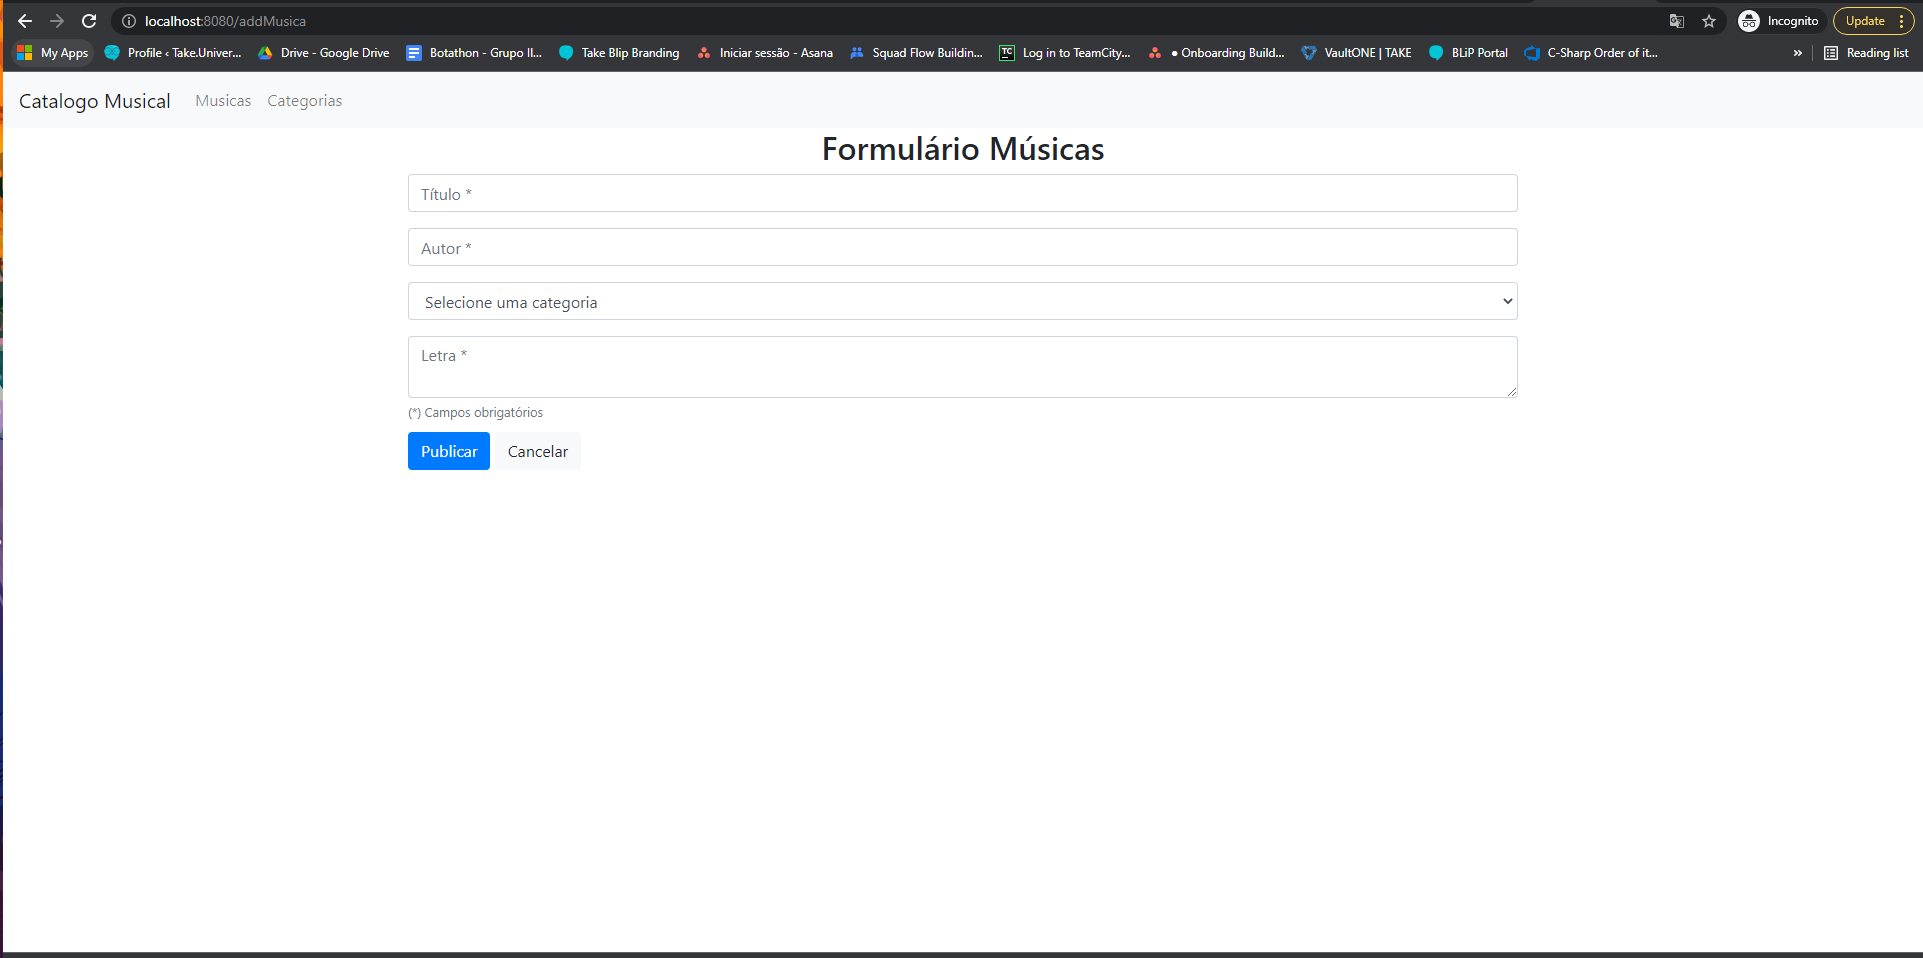 localhost:8080/addMusica
Incognito
Update
My Apps
Profile ‹ Take.Univer...
Drive - Google Drive
Botathon - Grupo II...
Take Blip Branding
Iniciar sessão - Asana
Squad Flow Buildin...
TC
Log in to TeamCity...
● Onboarding Build...
VaultONE | TAKE
BLiP Portal
C-Sharp Order of it...
»
Reading list
Catalogo Musical
Musicas
Categorias
Formulário Músicas
Título *
Autor *
Selecione uma categoria
Letra *
(*) Campos obrigatórios
Publicar
Cancelar